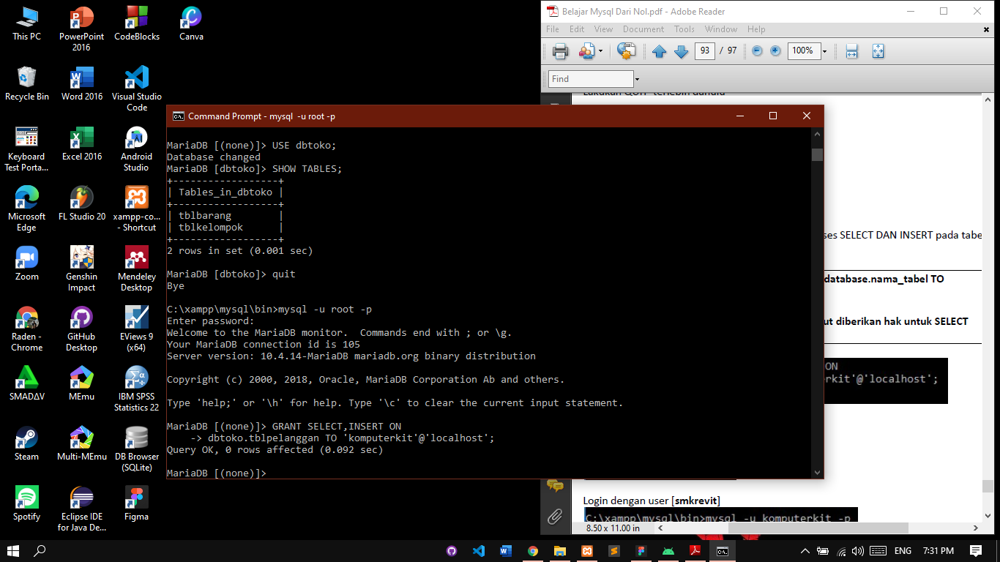 This PC
PowerPoint 2016
CodeBlocks
Canva
Recycle Bin
Word 2016
Visual Studio Code
Keyboard Test Porta...
Excel 2016
Android Studio
Microsoft Edge
FL Studio 20
xampp-co... - Shortcut
Zoom
Genshin Impact
Mendeley Desktop
Raden - Chrome
GitHub Desktop
EViews 9 (x64)
SMADΔV
MEmu
IBM SPSS Statistics 22
Steam
Multi-MEmu
DB Browser (SQLite)
Spotify
Eclipse IDE for Java De...
Figma
Belajar Mysql Dari Nol.pdf - Adobe Reader
File Edit View Document Tools Window Help
93 / 97 100%
Find
Command Prompt - mysql -u root -p
MariaDB [(none)]> USE dbtoko;
Database changed
MariaDB [dbtoko]> SHOW TABLES;
+------------------+
| Tables_in_dbtoko |
+------------------+
| tblbarang        |
| tblkelompok      |
+------------------+
2 rows in set (0.001 sec)
MariaDB [dbtoko]> quit
Bye
C:\xampp\mysql\bin>mysql -u root -p
Enter password:
Welcome to the MariaDB monitor.  Commands end with ; or \g.
Your MariaDB connection id is 105
Server version: 10.4.14-MariaDB mariadb.org binary distribution
Copyright (c) 2000, 2018, Oracle, MariaDB Corporation Ab and others.
Type 'help;' or '\h' for help. Type '\c' to clear the current input statement.
MariaDB [(none)]> GRANT SELECT,INSERT ON
    -> dbtoko.tblpelanggan TO 'komputerkit'@'localhost';
Query OK, 0 rows affected (0.092 sec)
MariaDB [(none)]>
ses SELECT DAN INSERT pada tabe
database.nama_tabel TO
ut diberikan hak untuk SELECT
ON
erkit'@'localhost';
Login dengan user [smkrevit]
C:\xampp\mysql\bin>mysql -u komputerkit -p
8.50 x 11.00 in
ENG 7:31 PM